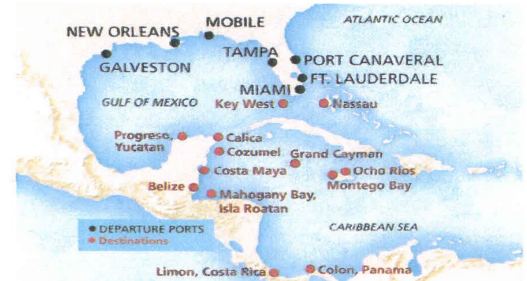 ATLANTIC OCEAN
MOBILE
NEW ORLEANS
TAMPA
PORT CANAVERAL
GALVESTON
FT. LAUDERDALE
MIAMI
GULF OF MEXICO
Key West
Nassau
Progreso,
Yucatan
Calica
Cozumel
Grand Cayman
Costa Maya
Ocho Rios
Montego Bay
Belize
Mahogany Bay,
Isla Roatan
CARIBBEAN SEA
DEPARTURE PORTS
Destinations
Limon, Costa Rica
Colon, Panama